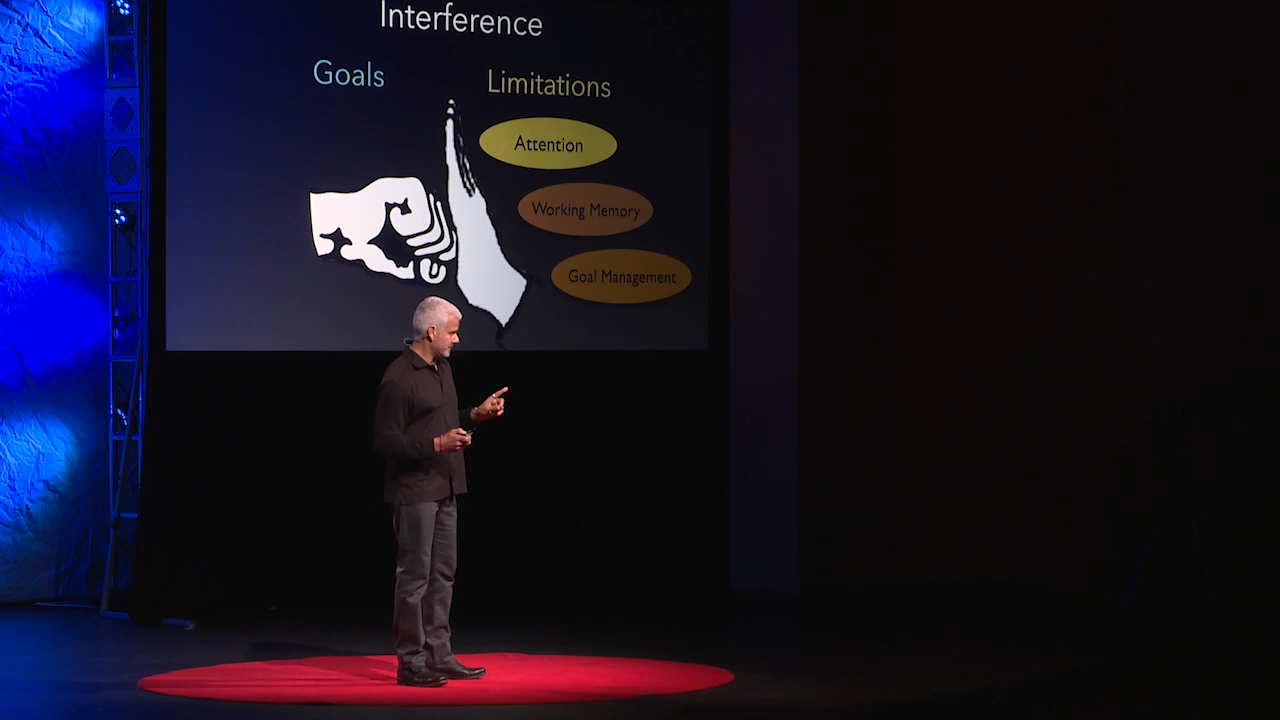 Interference
Goals
Limitations
Attention
Working Memory
Goal Management